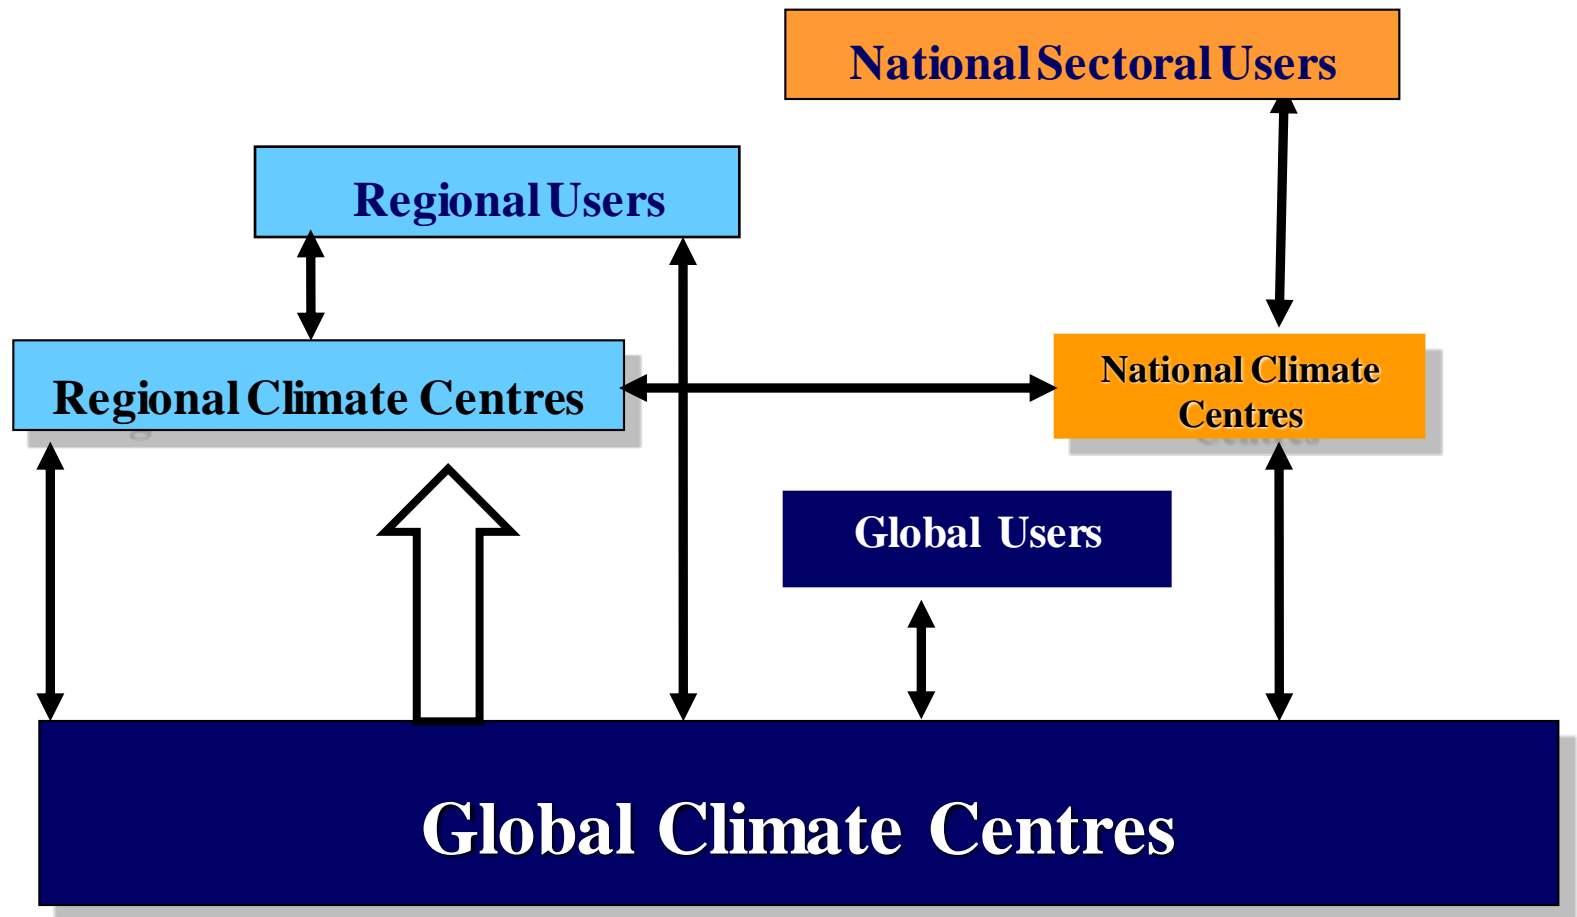 National Sectoral Users
Regional Users
Regional Climate Centres
National Climate
Centres
Global Users
Global Climate Centres